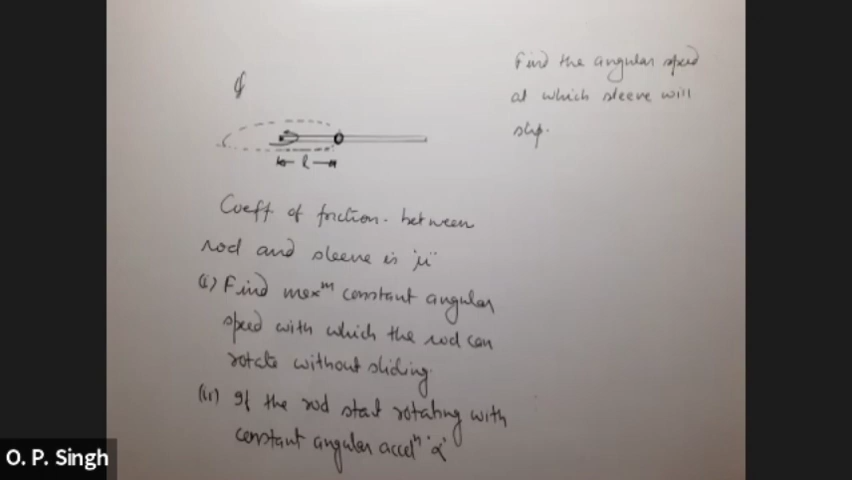 Find the angular speed
at which sleeve will
slip.
l
Coeff of friction between
rod and sleeve is 'μ'
(i) Find maxᵐ constant angular
speed with which the rod can
rotate without sliding.
(ii) If the rod start rotating with
constant angular accelⁿ 'α'
O. P. Singh